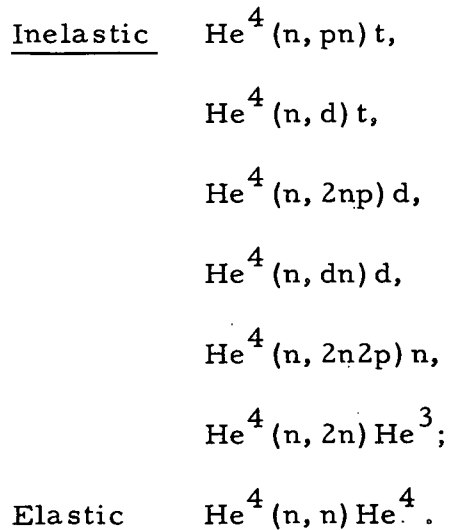 Inelastic He⁴ (n, pn) t,
He⁴ (n, d) t,
He⁴ (n, 2np) d,
He⁴ (n, dn) d,
He⁴ (n, 2n2p) n,
He⁴ (n, 2n) He³;
Elastic He⁴ (n, n) He⁴.